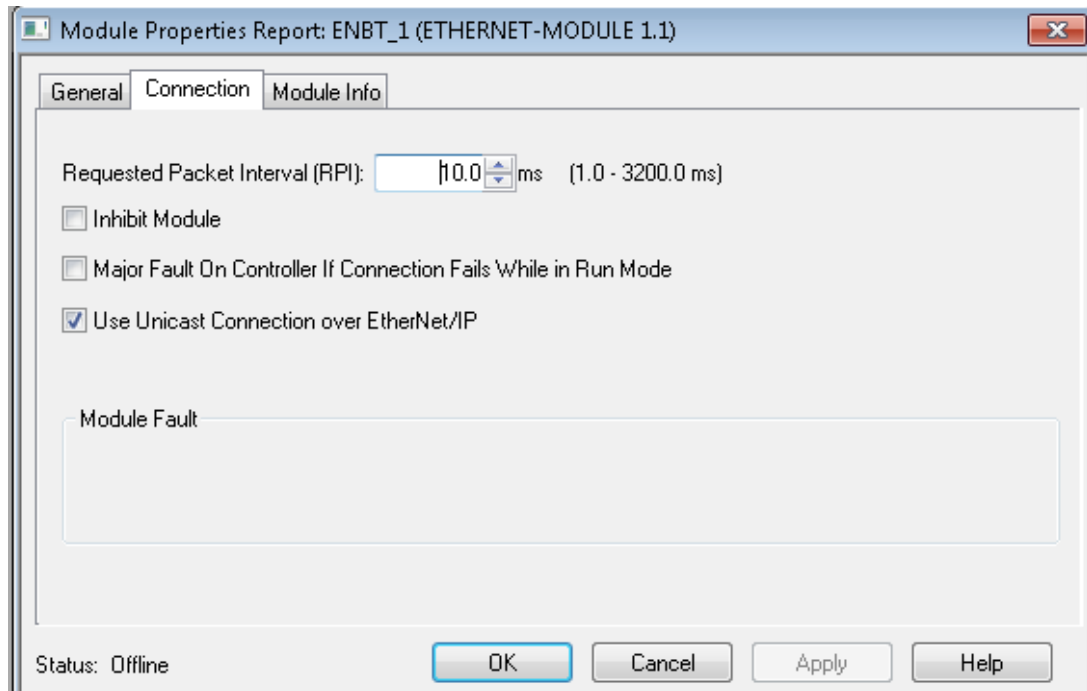 Module Properties Report: ENBT_1 (ETHERNET-MODULE 1.1)
General Connection Module Info
Requested Packet Interval (RPI): 10.0 ms (1.0 - 3200.0 ms)
Inhibit Module
Major Fault On Controller If Connection Fails While in Run Mode
Use Unicast Connection over EtherNet/IP
Module Fault
Status: Offline OK Cancel Apply Help